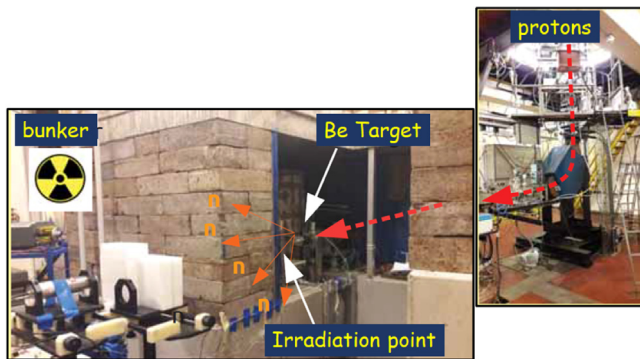 protons
bunker
Be Target
n
n
n
n
Irradiation point